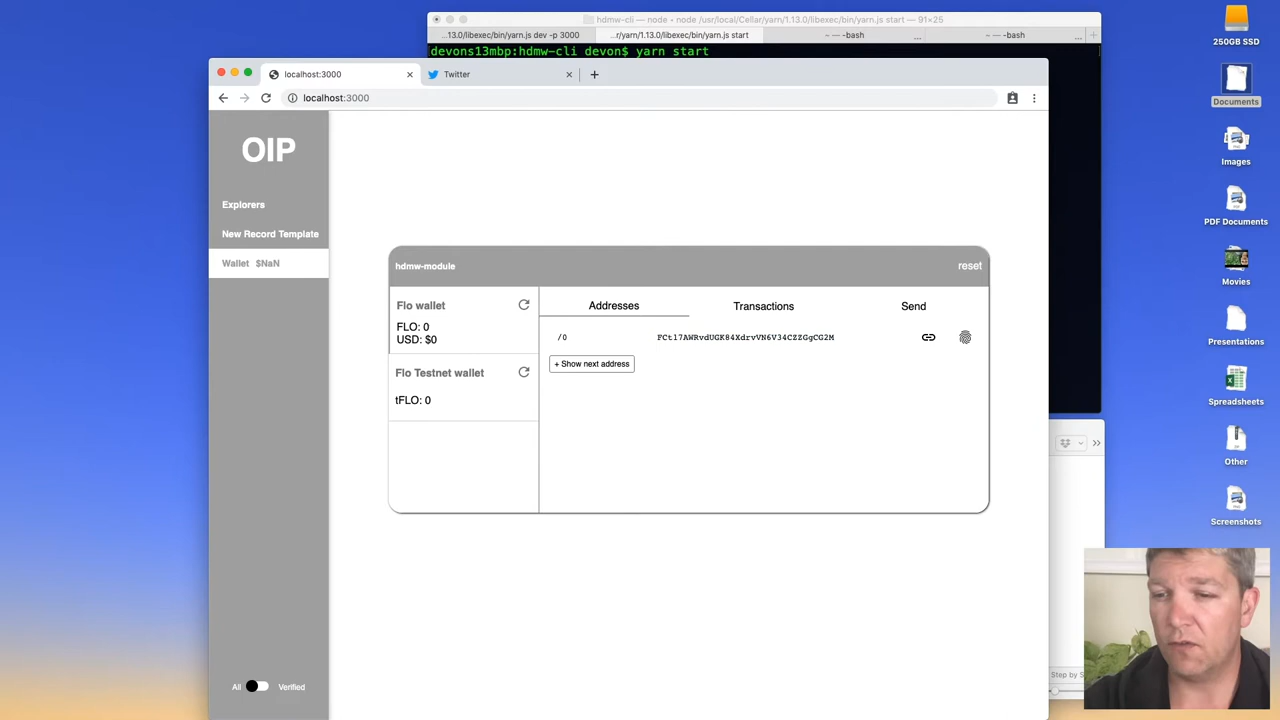 hdmw-cli — node • node /usr/local/Cellar/yarn/1.13.0/libexec/bin/yarn.js start — 91×25
...13.0/libexec/bin/yarn.js dev -p 3000
...r/yarn/1.13.0/libexec/bin/yarn.js start
~ — -bash
...
~ — -bash
...
devons13mbp:hdmw-cli devon$ yarn start
localhost:3000
Twitter
localhost:3000
OIP
Explorers
New Record Template
Wallet $NaN
All
Verified
hdmw-module
reset
Flo wallet
FLO: 0
USD: $0
Flo Testnet wallet
tFLO: 0
Addresses
Transactions
Send
/0
FCt17AWRvdUGK84XdrvVN6V34CZZGgCG2M
+ Show next address
Step by S
250GB SSD
Documents
Images
PDF Documents
Movies
Presentations
Spreadsheets
Other
Screenshots